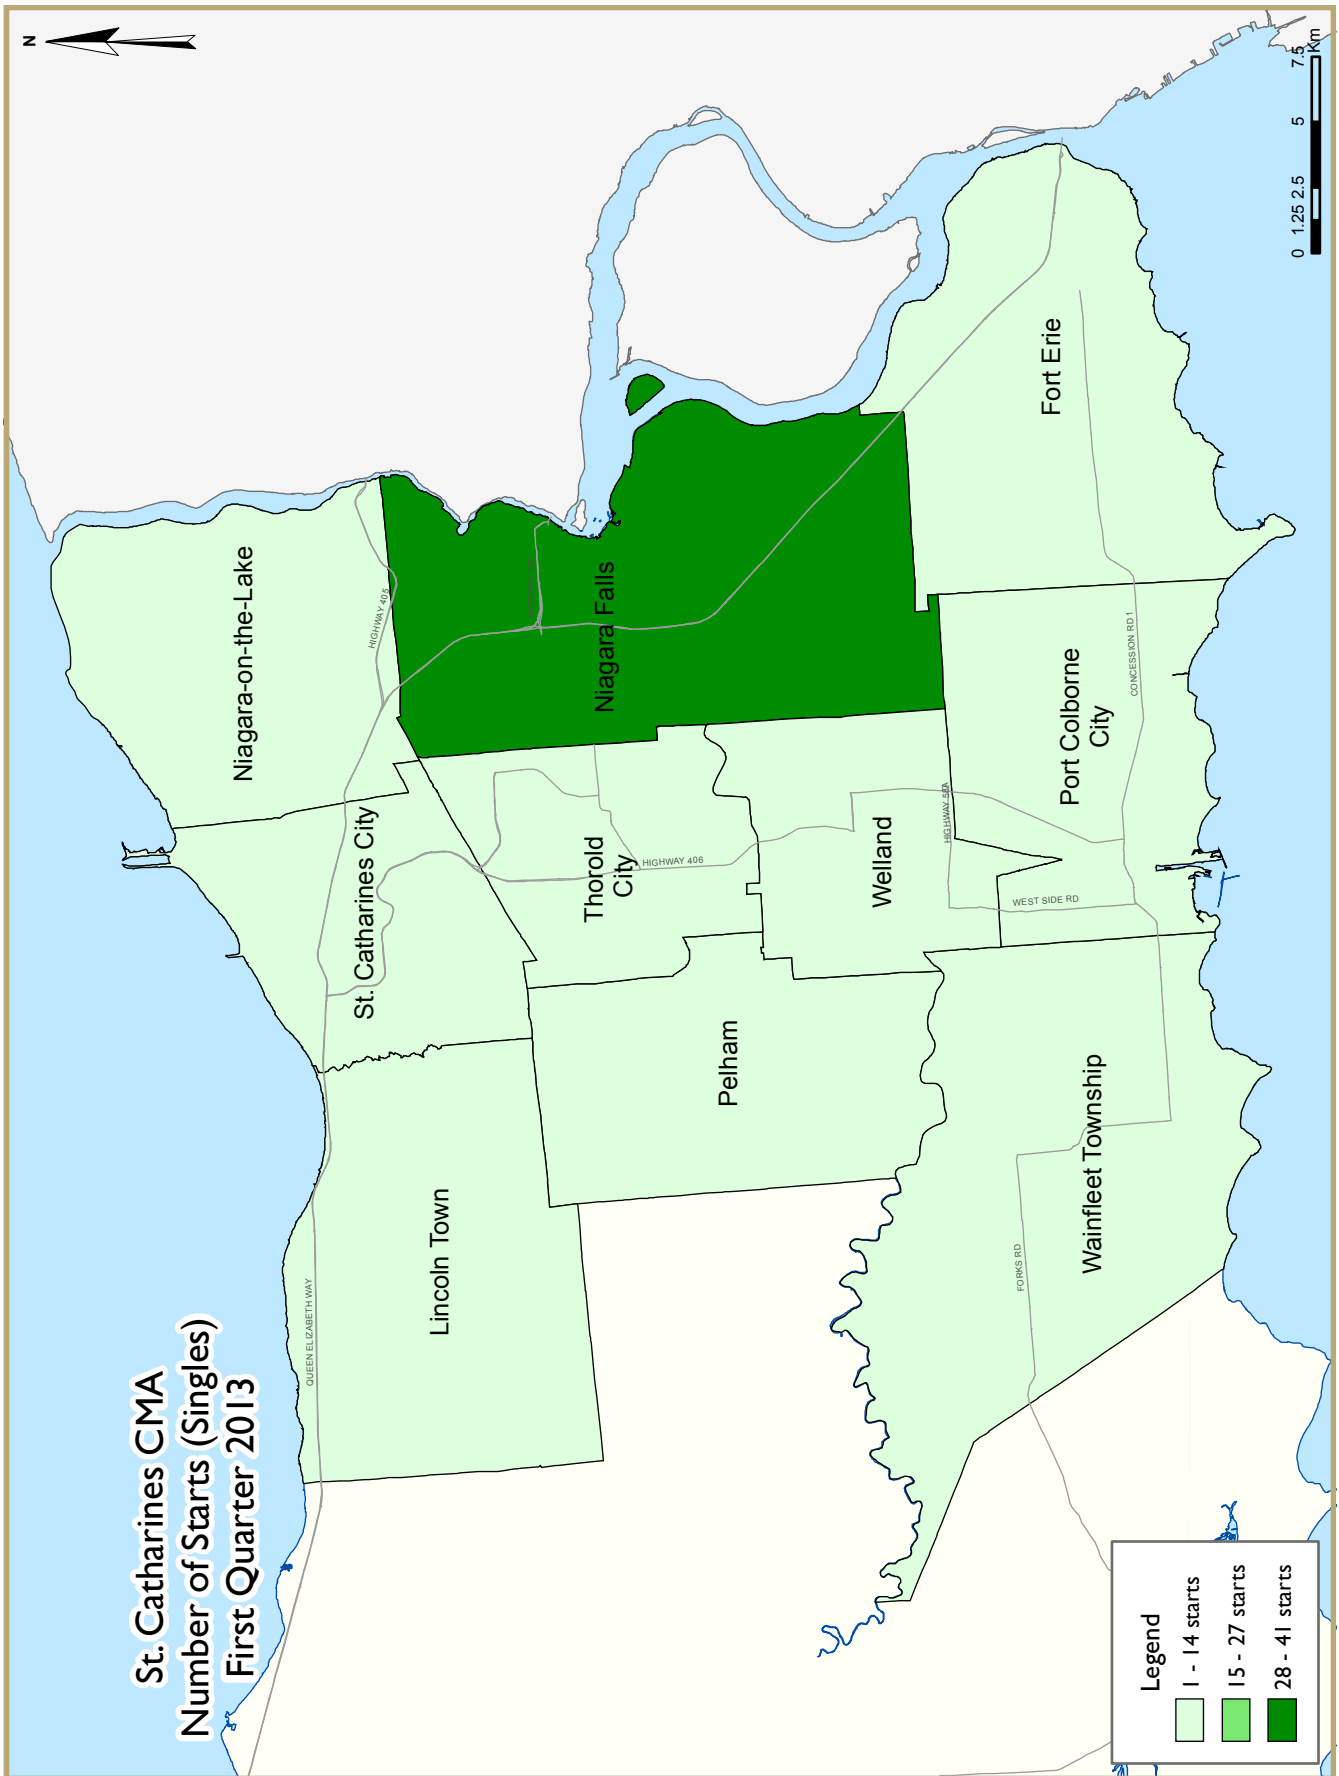 St. Catharines CMA
Number of Starts (Singles)
First Quarter 2013
N
Niagara-on-the-Lake
HIGHWAY 405
St. Catharines City
QUEEN ELIZABETH WAY
Lincoln Town
Niagara Falls
Thorold
City
HIGHWAY 406
Pelham
Welland
HIGHWAY 58A
WEST SIDE RD
Port Colborne
City
CONCESSION RD 1
Fort Erie
Wainfleet Township
FORKS RD
Legend
1 - 14 starts
15 - 27 starts
28 - 41 starts
0 1.25 2.5 5 7.5
Km